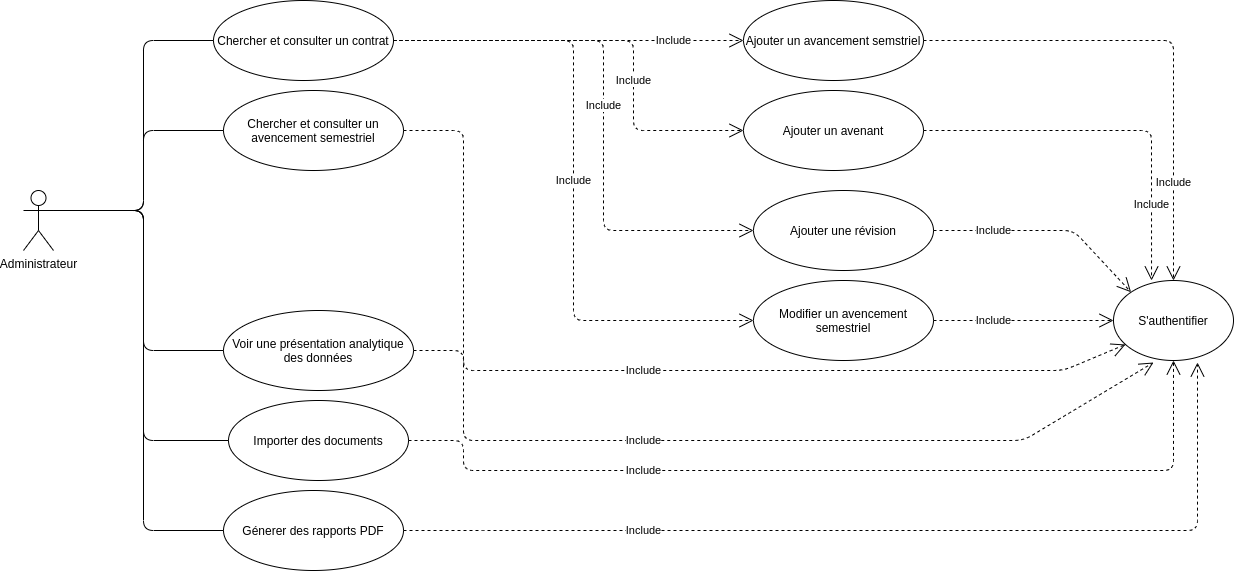 Chercher et consulter un contrat
Include
Ajouter un avancement semstriel
Include
Include
Chercher et consulter un
avencement semestriel
Ajouter un avenant
Include
Include
Include
Administrateur
Ajouter une révision
Include
Modifier un avencement
semestriel
Include
S'authentifier
Voir une présentation analytique
des données
Include
Importer des documents
Include
Include
Génerer des rapports PDF
Include